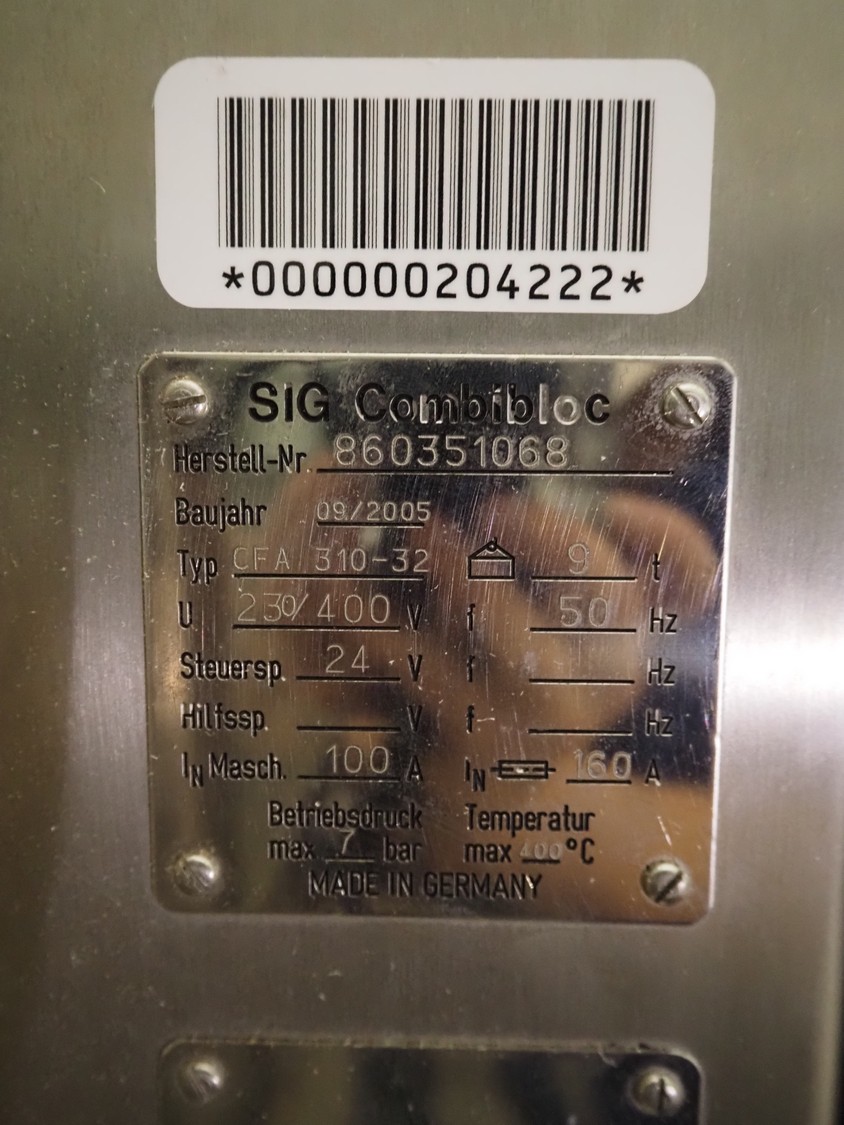 *000000204222*
SIG Combibloc
Herstell-Nr. 860351068
Baujahr 09/2005
Typ CFA 310-32 9 t
U 230/400 V f 50 Hz
Steuersp. 24 V f Hz
Hilfssp. V f Hz
IN Masch. 100 A IN 160 A
Betriebsdruck Temperatur
max 7 bar max 400 °C
MADE IN GERMANY